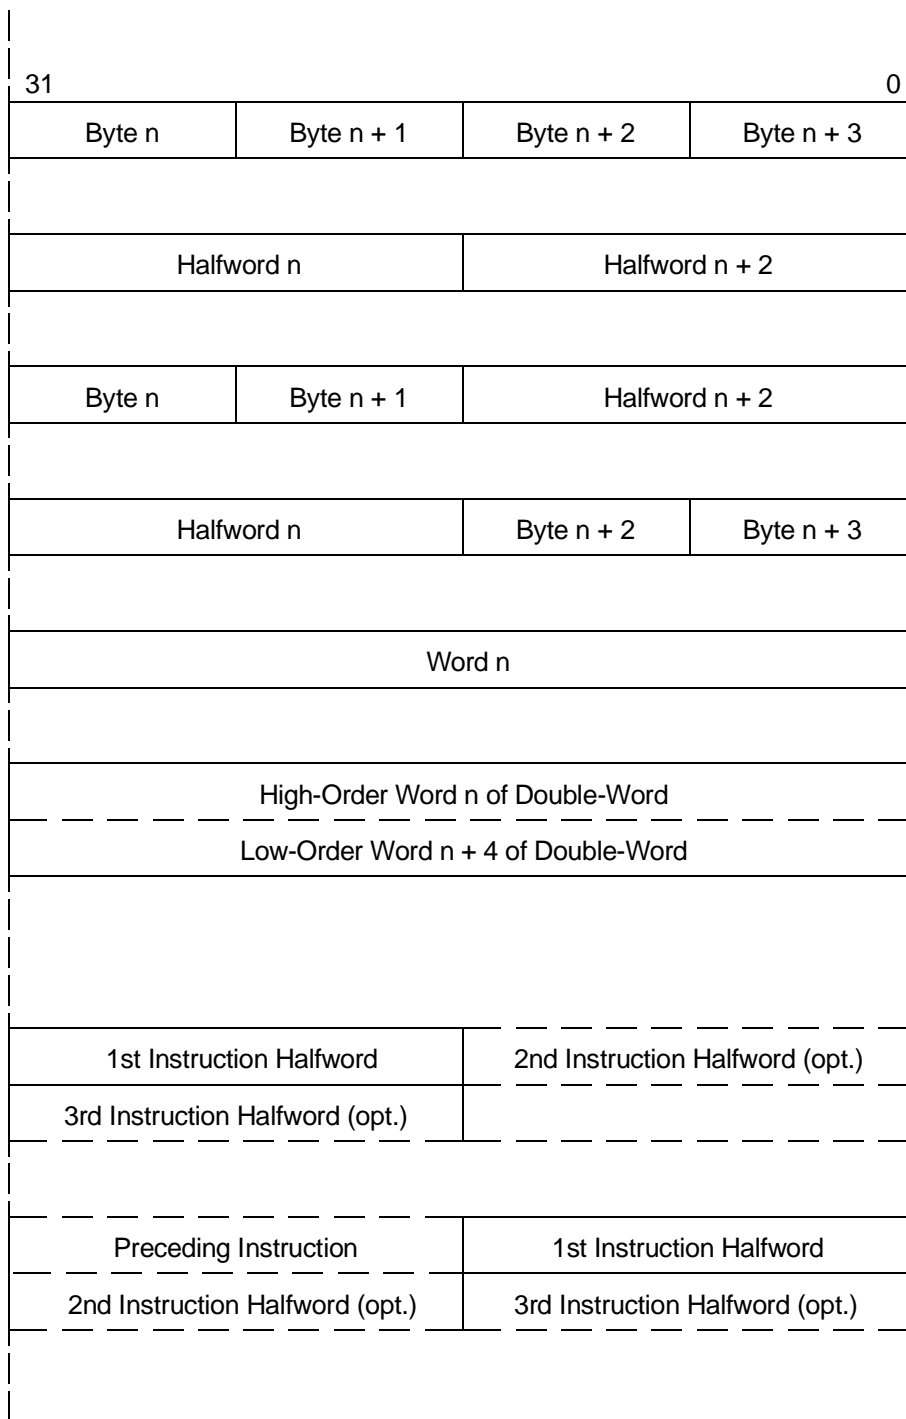 31 0
Byte n Byte n + 1 Byte n + 2 Byte n + 3
Halfword n Halfword n + 2
Byte n Byte n + 1 Halfword n + 2
Halfword n Byte n + 2 Byte n + 3
Word n
High-Order Word n of Double-Word
Low-Order Word n + 4 of Double-Word
1st Instruction Halfword 2nd Instruction Halfword (opt.)
3rd Instruction Halfword (opt.)
Preceding Instruction 1st Instruction Halfword
2nd Instruction Halfword (opt.) 3rd Instruction Halfword (opt.)